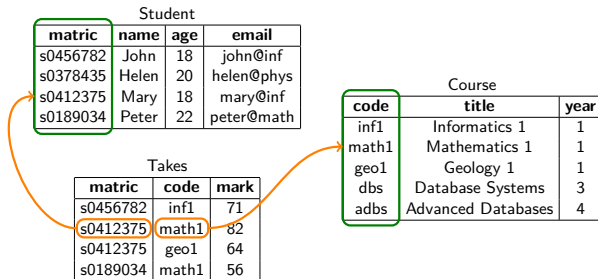 Student
matric name age email
s0456782 John 18 john@inf
s0378435 Helen 20 helen@phys
s0412375 Mary 18 mary@inf
s0189034 Peter 22 peter@math
Course
code title year
inf1 Informatics 1 1
math1 Mathematics 1 1
geo1 Geology 1 1
dbs Database Systems 3
adbs Advanced Databases 4
Takes
matric code mark
s0456782 inf1 71
s0412375 math1 82
s0412375 geo1 64
s0189034 math1 56